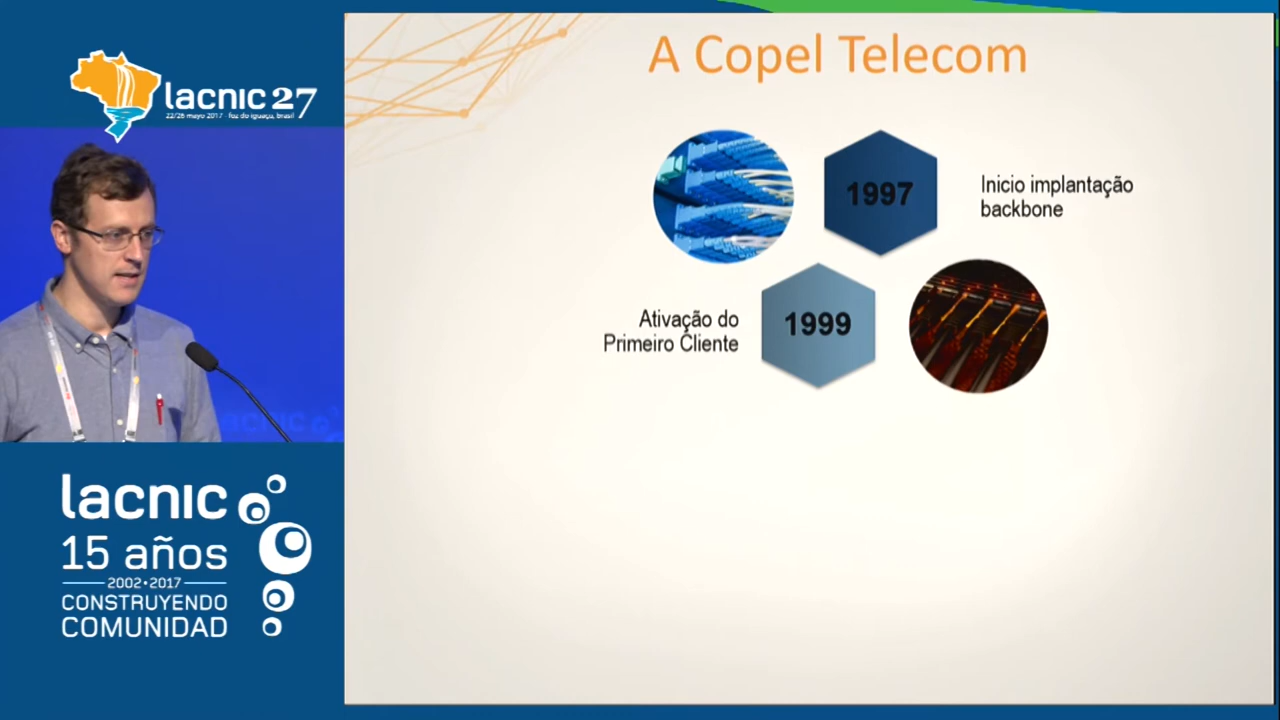 lacnic 27
22/26 mayo 2017 - foz do iguaçu, brasil
A Copel Telecom
1997
Inicio implantação
backbone
Ativação do
Primeiro Cliente
1999
lacnic
15 años
2002•2017
CONSTRUYENDO
COMUNIDAD